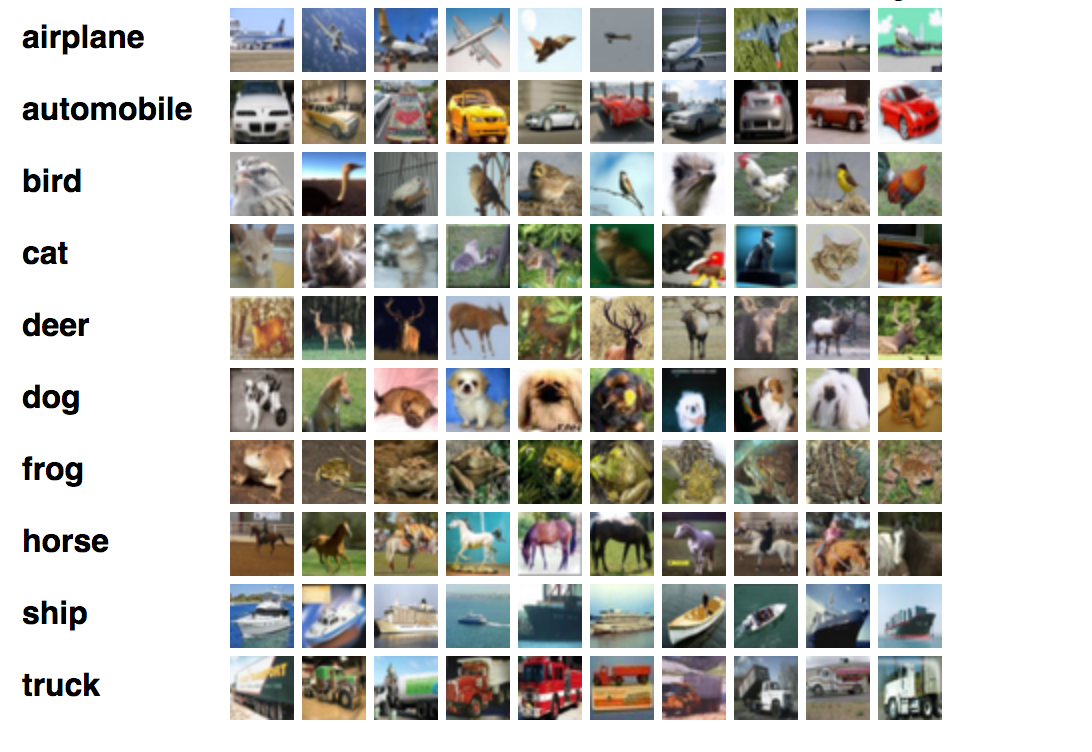 airplane
automobile
bird
cat
deer
dog
frog
horse
ship
truck